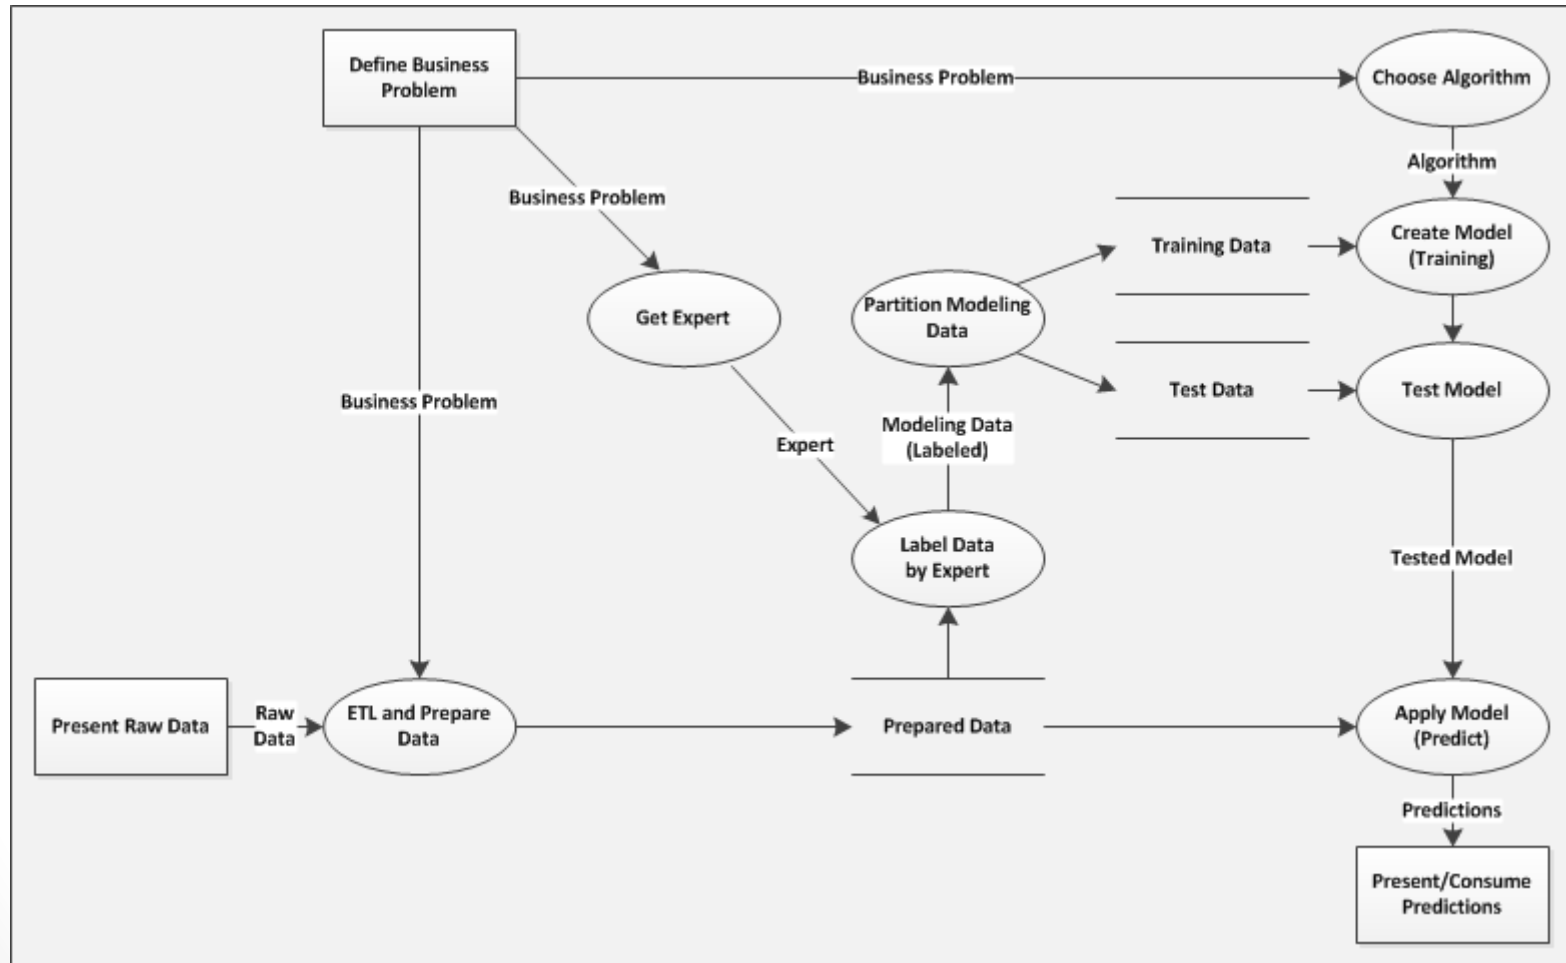 Define Business
Problem
Business Problem
Choose Algorithm
Algorithm
Business Problem
Training Data
Create Model
(Training)
Get Expert
Partition Modeling
Data
Test Data
Test Model
Business Problem
Modeling Data
(Labeled)
Expert
Label Data
by Expert
Tested Model
Present Raw Data
Raw
Data
ETL and Prepare
Data
Prepared Data
Apply Model
(Predict)
Predictions
Present/Consume
Predictions